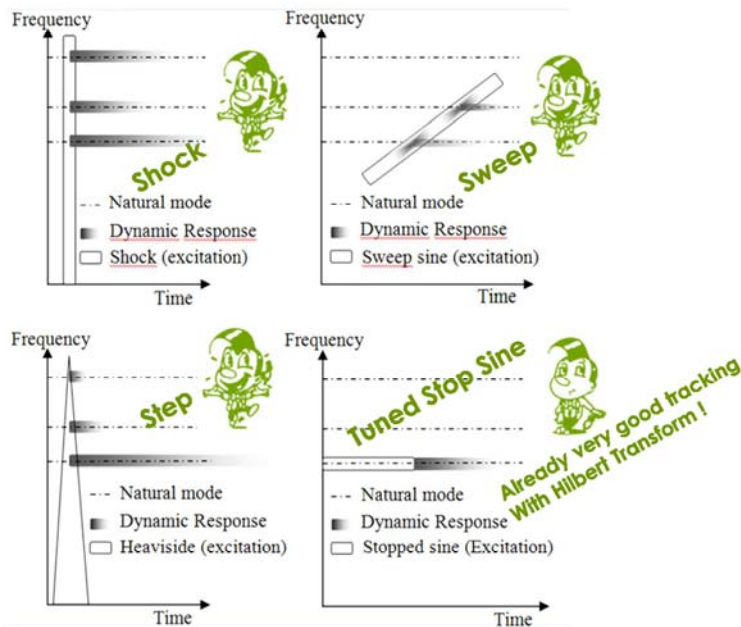 Frequency
Shock
Natural mode
Dynamic Response
Shock (excitation)
Time
Frequency
Sweep
Natural mode
Dynamic Response
Sweep sine (excitation)
Time
Frequency
Step
Natural mode
Dynamic Response
Heaviside (excitation)
Time
Frequency
Tuned Stop Sine
Already very good tracking
With Hilbert Transform !
Natural mode
Dynamic Response
Stopped sine (Excitation)
Time